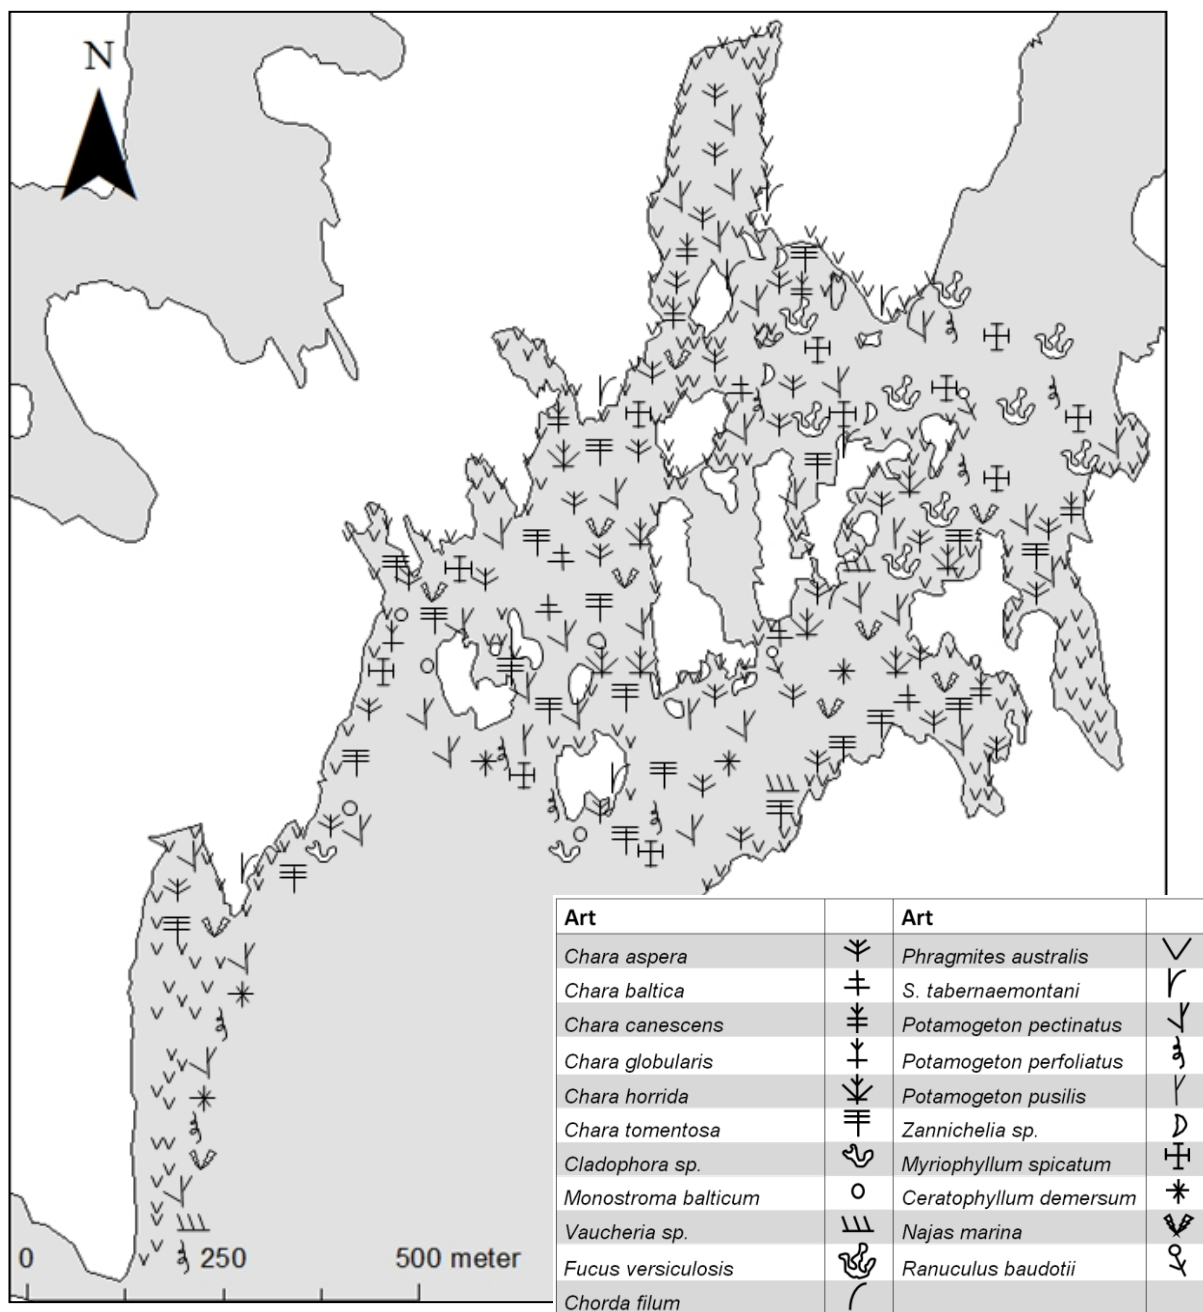 N
Art Art
Chara aspera Phragmites australis
Chara baltica S. tabernaemontani
Chara canescens Potamogeton pectinatus
Chara globularis Potamogeton perfoliatus
Chara horrida Potamogeton pusilis
Chara tomentosa Zannichelia sp.
Cladophora sp. Myriophyllum spicatum
Monostroma balticum Ceratophyllum demersum
Vaucheria sp. Najas marina
Fucus versiculosis Ranuculus baudotii
Chorda filum
0 250 500 meter